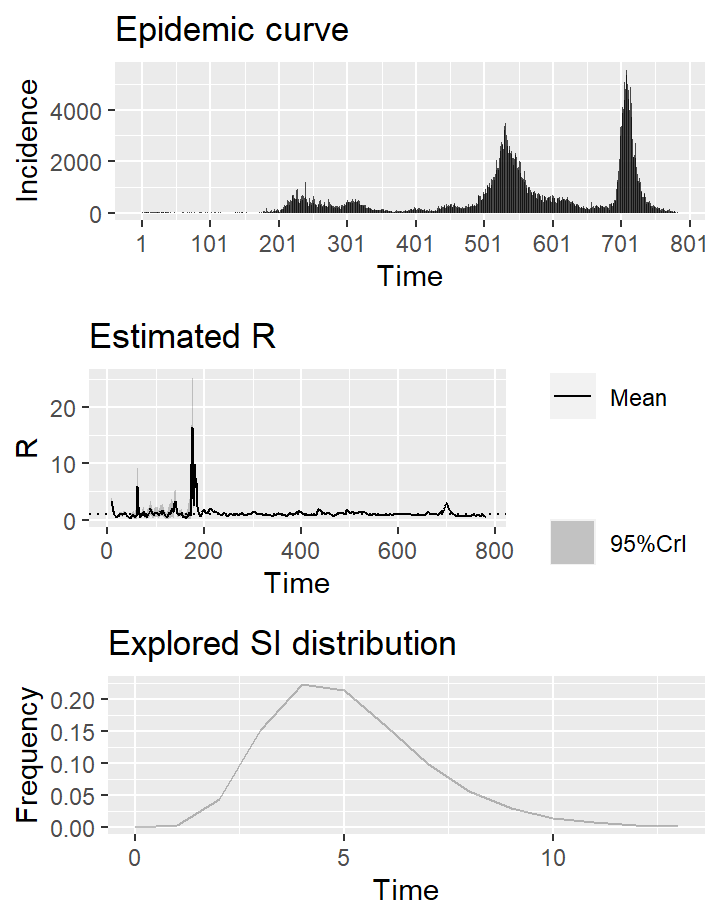 Epidemic curve
Incidence
4000
2000
0
1 101 201 301 401 501 601 701 801
Time
Estimated R
R
20
10
0
0 200 400 600 800
Time
Mean
95%CrI
Explored SI distribution
Frequency
0.20
0.15
0.10
0.05
0.00
0 5 10
Time